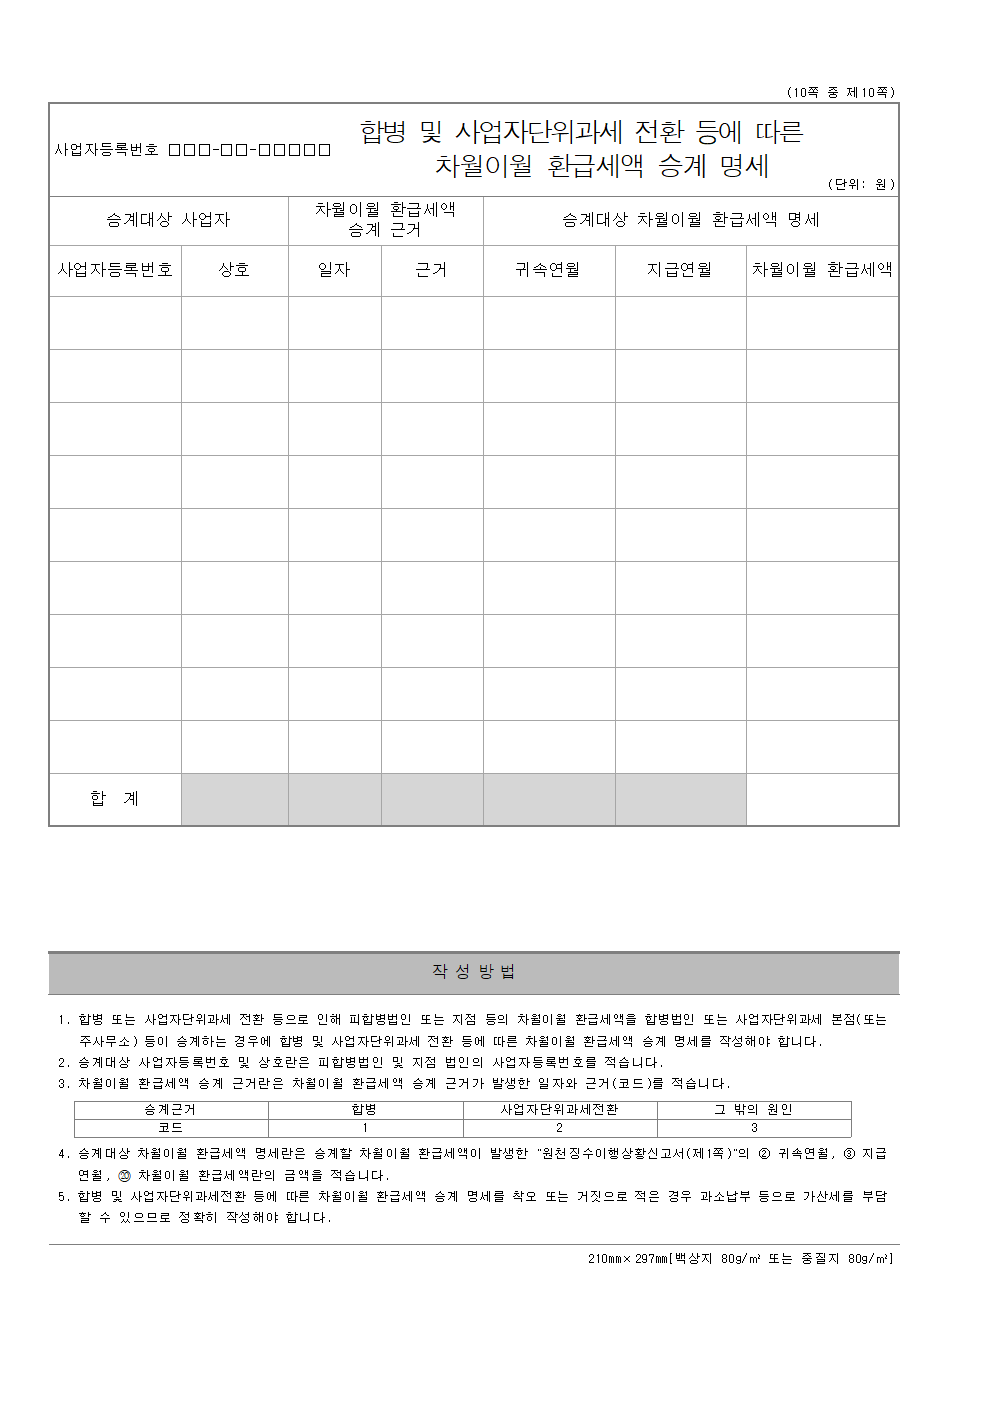 (10쪽 중 제10쪽)
사업자등록번호 □□□-□□-□□□□□
합병 및 사업자단위과세 전환 등에 따른
차월이월 환급세액 승계 명세
(단위: 원)
승계대상 사업자
차월이월 환급세액
승계 근거
승계대상 차월이월 환급세액 명세
사업자등록번호 상호 일자 근거 귀속연월 지급연월 차월이월 환급세액
합 계
작 성 방 법
1. 합병 또는 사업자단위과세 전환 등으로 인해 피합병법인 또는 지점 등의 차월이월 환급세액을 합병법인 또는 사업자단위과세 본점(또는
주사무소) 등이 승계하는 경우에 합병 및 사업자단위과세 전환 등에 따른 차월이월 환급세액 승계 명세를 작성해야 합니다.
2. 승계대상 사업자등록번호 및 상호란은 피합병법인 및 지점 법인의 사업자등록번호를 적습니다.
3. 차월이월 환급세액 승계 근거란은 차월이월 환급세액 승계 근거가 발생한 일자와 근거(코드)를 적습니다.
승계근거 합병 사업자단위과세전환 그 밖의 원인
코드 1 2 3
4. 승계대상 차월이월 환급세액 명세란은 승계할 차월이월 환급세액이 발생한 "원천징수이행상황신고서(제1쪽)"의 ② 귀속연월, ③ 지급
연월, ⑳ 차월이월 환급세액란의 금액을 적습니다.
5. 합병 및 사업자단위과세전환 등에 따른 차월이월 환급세액 승계 명세를 착오 또는 거짓으로 적은 경우 과소납부 등으로 가산세를 부담
할 수 있으므로 정확히 작성해야 합니다.
210㎜×297㎜[백상지 80g/㎡ 또는 중질지 80g/㎡]